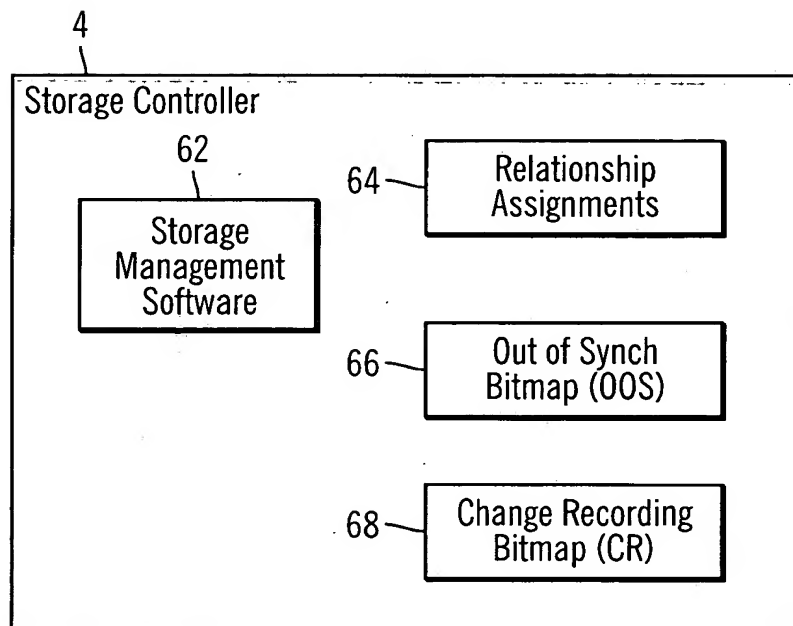 4
Storage Controller
62
Storage
Management
Software
64
Relationship
Assignments
66
Out of Synch
Bitmap (OOS)
68
Change Recording
Bitmap (CR)